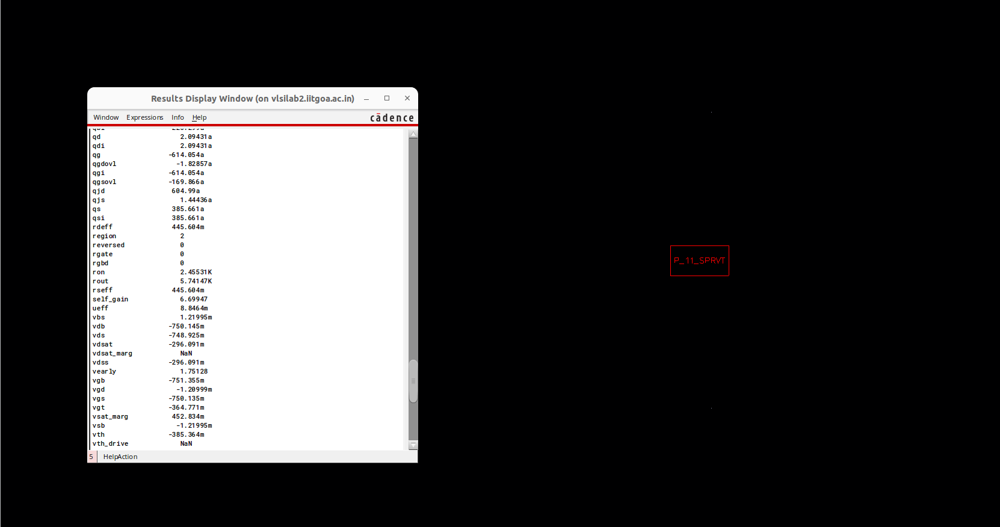 Results Display Window (on vlsilab2.iitgoa.ac.in)
Window Expressions Info Help cādence
qd 2.09431a
qdi 2.09431a
qg -614.054a
qgdovl -1.82857a
qgi -614.054a
qgsovl -169.866a
qjd 604.99a
qjs 1.44436a
qs 385.661a
qsi 385.661a
rdeff 445.604m
region 2
reversed 0
rgate 0
rgbd 0
ron 2.45531K
rout 5.74147K
rseff 445.604m
self_gain 6.69947
ueff 8.8464m
vbs 1.21995m
vdb -750.145m
vds -748.925m
vdsat -296.091m
vdsat_marg NaN
vdss -296.091m
vearly 1.75128
vgb -751.355m
vgd -1.20999m
vgs -750.135m
vgt -364.771m
vsat_marg 452.834m
vsb -1.21995m
vth -385.364m
vth_drive NaN
5 HelpAction
P_11_SPRVT